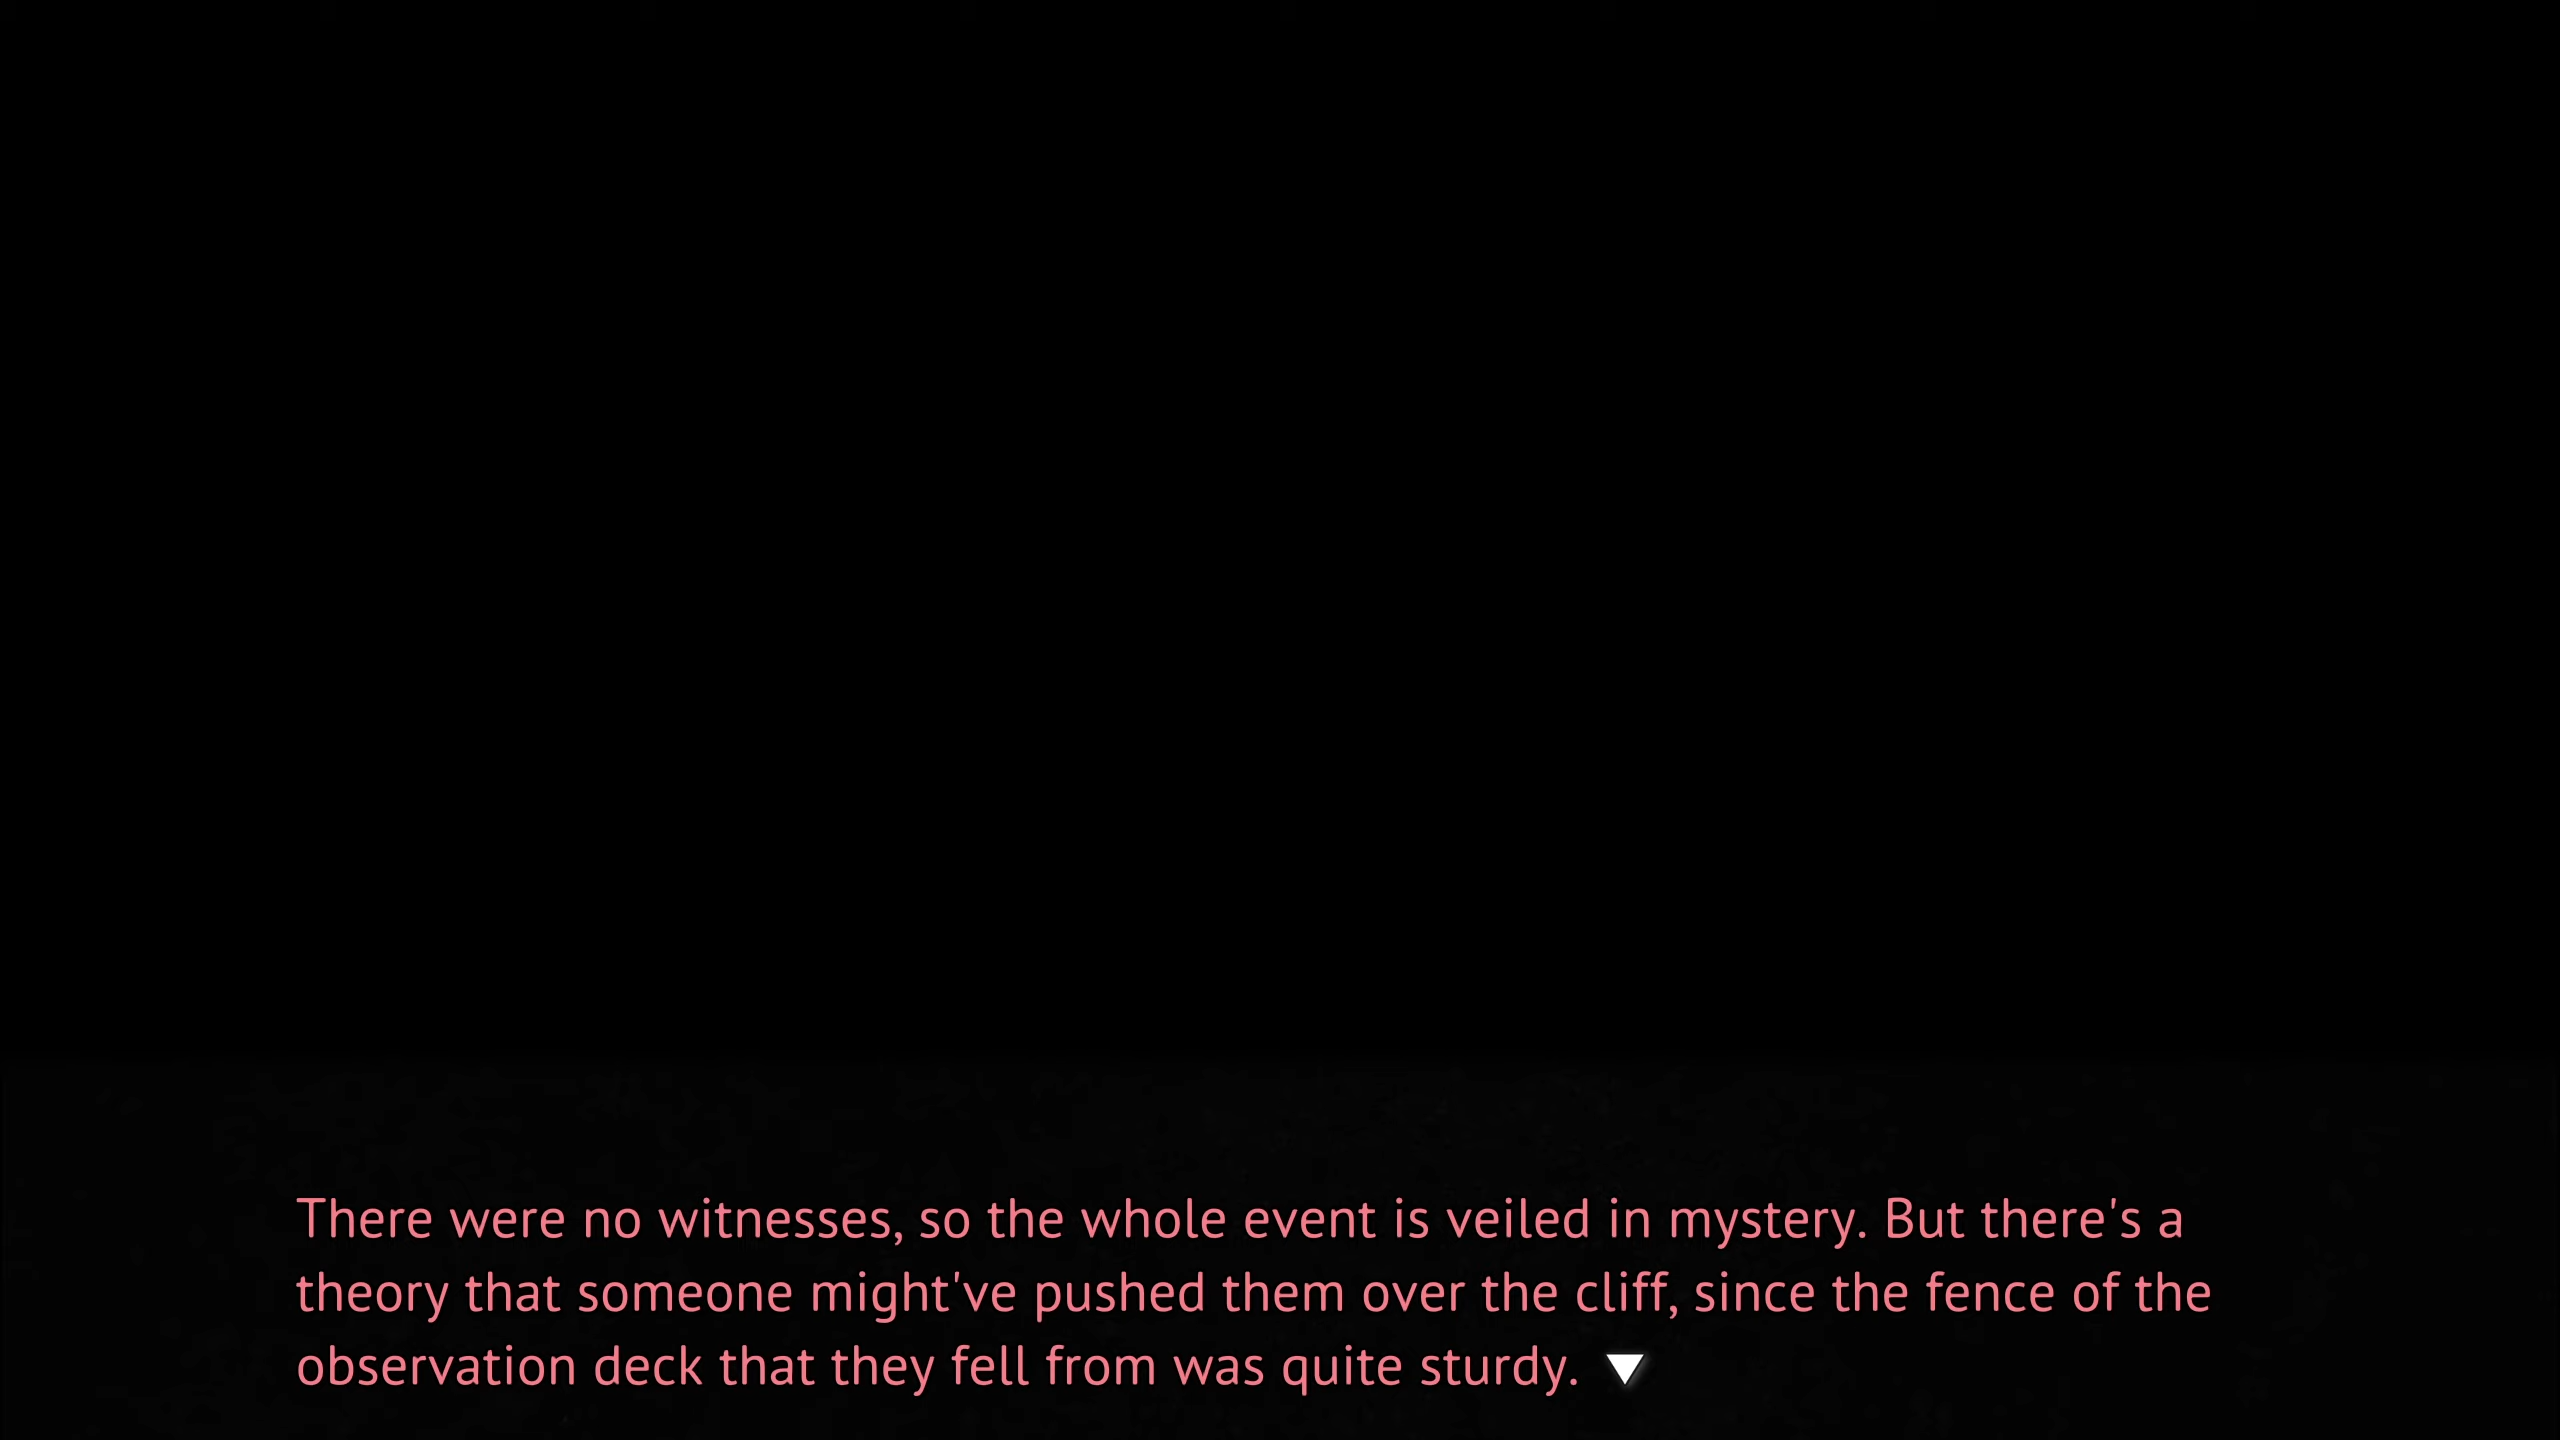 There were no witnesses, so the whole event is veiled in mystery. But there's a
theory that someone might've pushed them over the cliff, since the fence of the
observation deck that they fell from was quite sturdy.